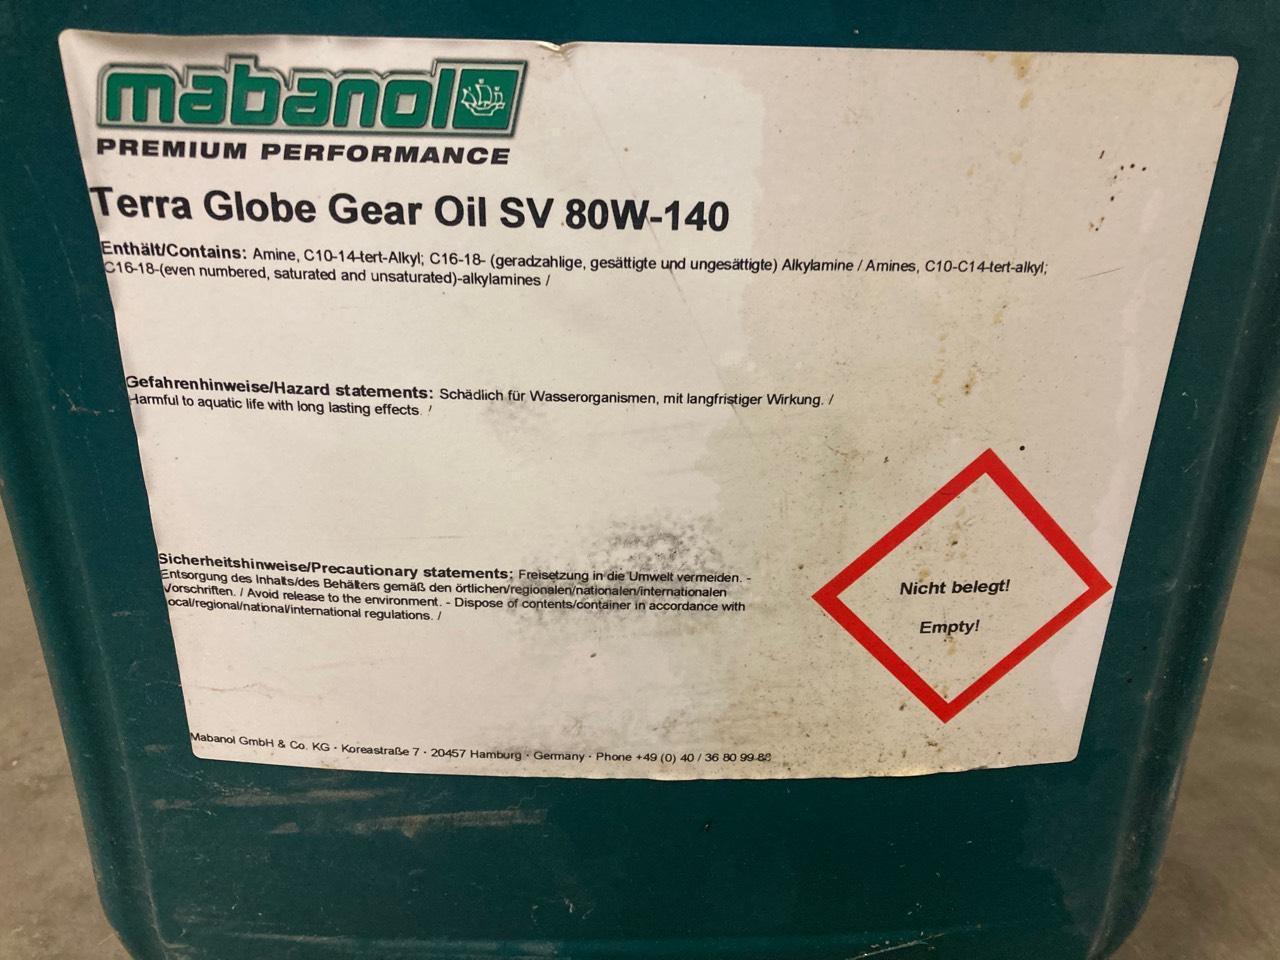 mabanol
PREMIUM PERFORMANCE
Terra Globe Gear Oil SV 80W-140
Enthält/Contains: Amine, C10-14-tert-Alkyl; C16-18- (geradzahlige, gesättigte und ungesättigte) Alkylamine / Amines, C10-C14-tert-alkyl;
C16-18-(even numbered, saturated and unsaturated)-alkylamines /
Gefahrenhinweise/Hazard statements: Schädlich für Wasserorganismen, mit langfristiger Wirkung. /
Harmful to aquatic life with long lasting effects. /
Sicherheitshinweise/Precautionary statements: Freisetzung in die Umwelt vermeiden. -
Entsorgung des Inhalts/des Behälters gemäß den örtlichen/regionalen/nationalen/internationalen
Vorschriften. / Avoid release to the environment. - Dispose of contents/container in accordance with
ocal/regional/national/international regulations. /
Nicht belegt!
Empty!
Mabanol GmbH & Co. KG · Koreastraße 7 · 20457 Hamburg · Germany · Phone +49 (0) 40 / 36 80 99 88